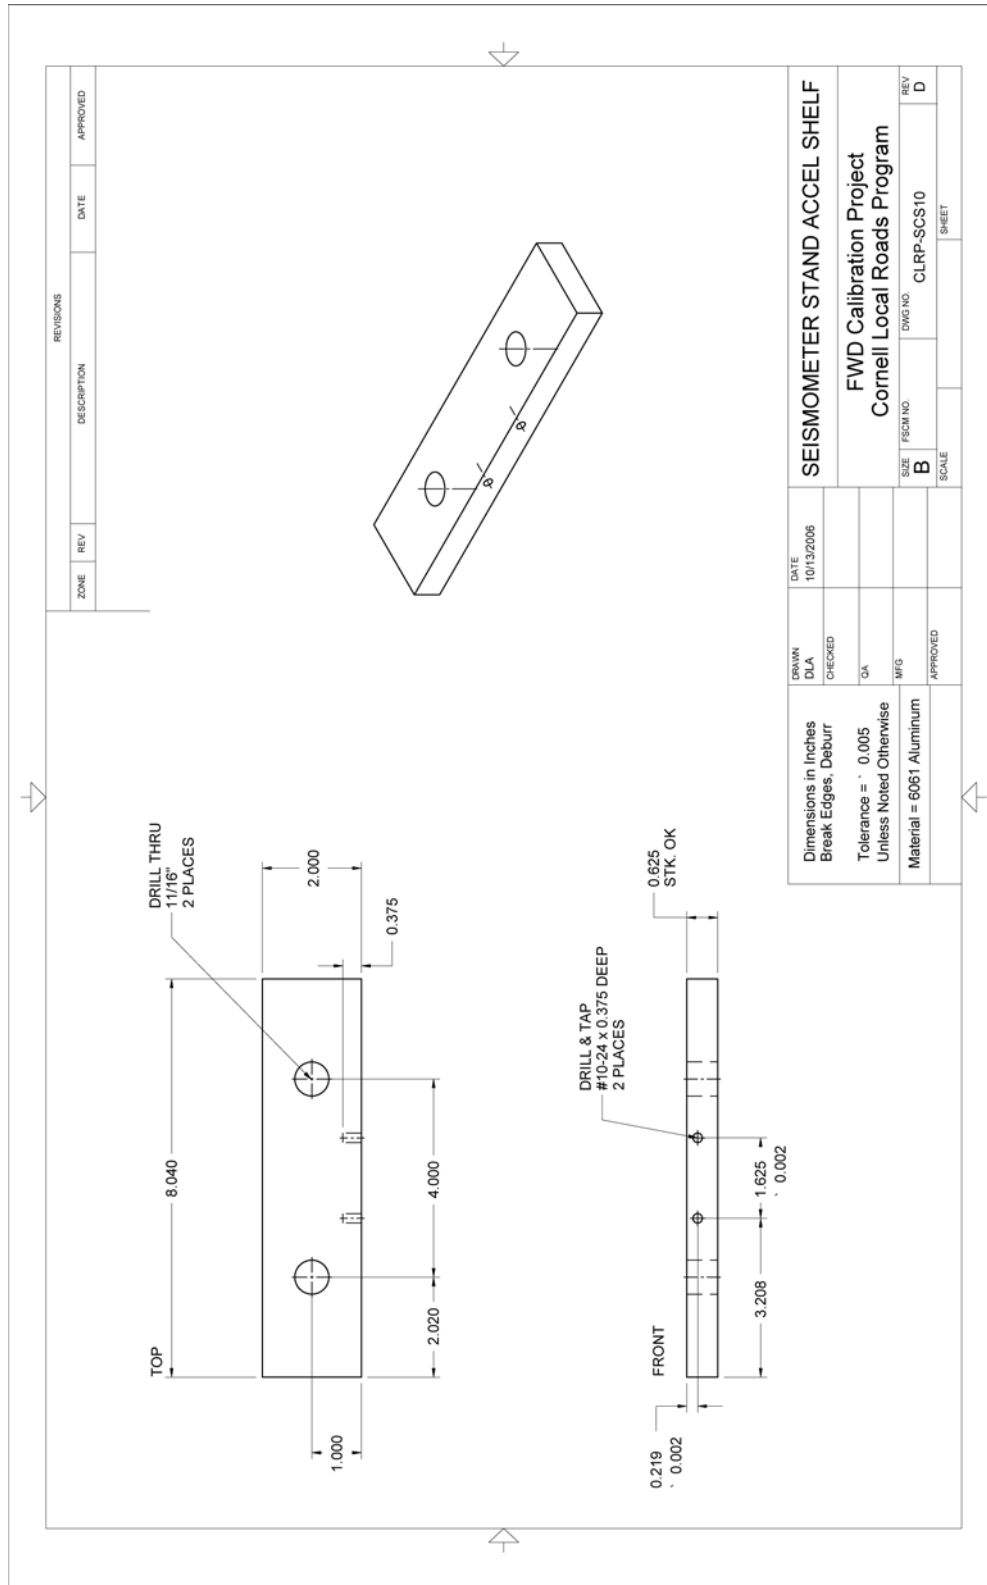 REVISIONS
ZONE
REV
DESCRIPTION
DATE
APPROVED
TOP
8.040
DRILL THRU
11/16"
2 PLACES
2.000
0.375
1.000
2.020
4.000
FRONT
DRILL & TAP
#10-24 x 0.375 DEEP
2 PLACES
0.625
STK. OK
0.219
` 0.002
3.208
1.625
` 0.002
Dimensions in Inches
Break Edges, Deburr
Tolerance = ` 0.005
Unless Noted Otherwise
Material = 6061 Aluminum
DRAWN
DLA
DATE
10/13/2006
CHECKED
QA
MFG
APPROVED
SEISMOMETER STAND ACCEL SHELF
FWD Calibration Project
Cornell Local Roads Program
SIZE
B
FSCM NO.
DWG NO.
CLRP-SCS10
REV
D
SCALE
SHEET